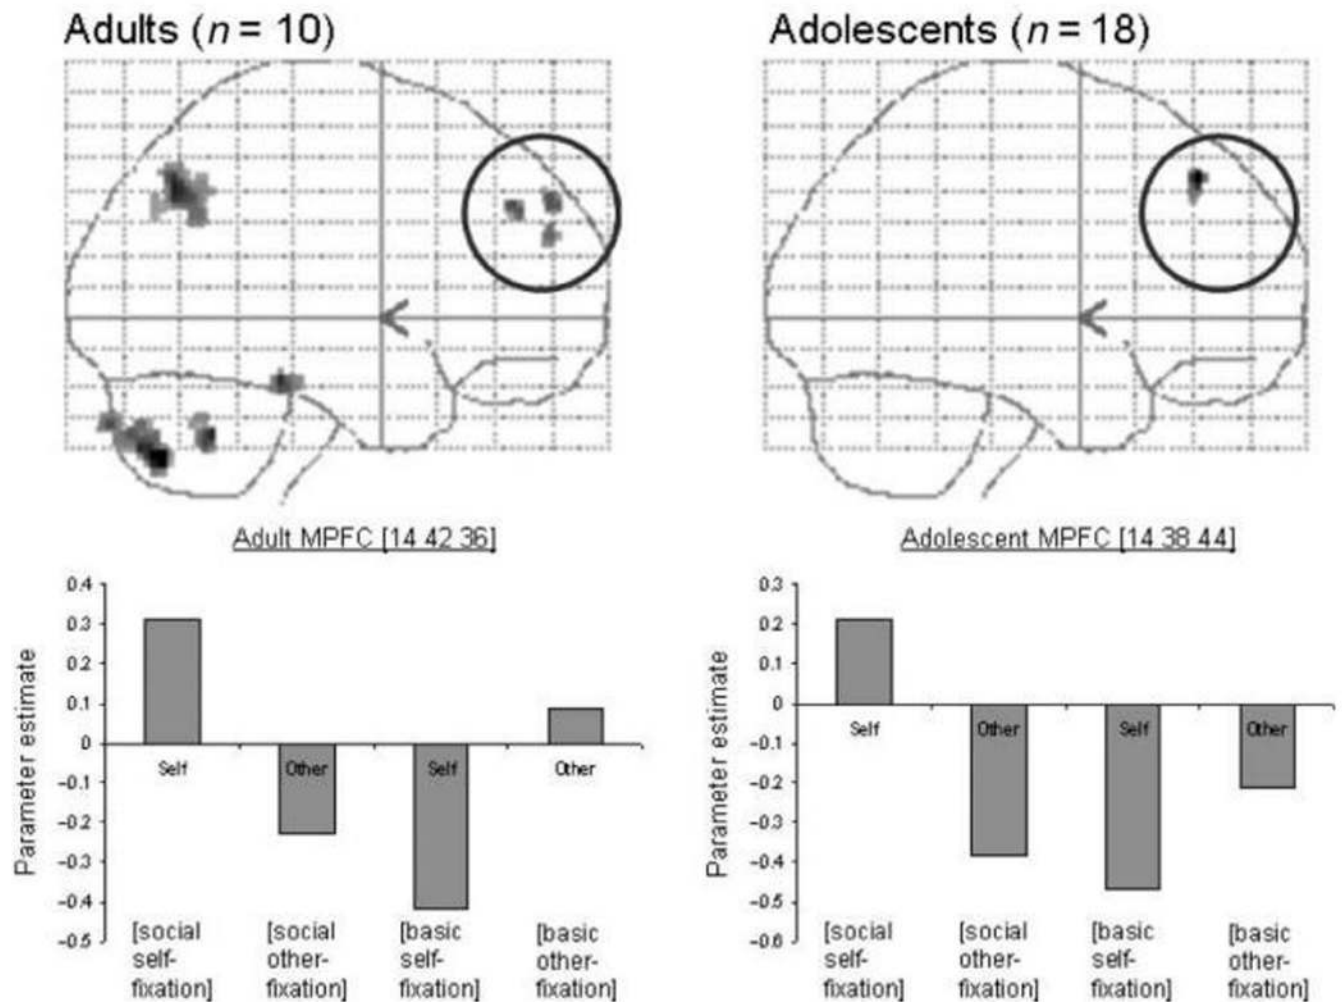 Adults (n = 10)
Adolescents (n = 18)
Adult MPFC [14 42 36]
0.4
0.3
0.2
0.1
0
–0.1
–0.2
–0.3
–0.4
–0.5
Parameter estimate
Self
Other
Self
Other
[social
self-
fixation]
[social
other-
fixation]
[basic
self-
fixation]
[basic
other-
fixation]
Adolescent MPFC [14 38 44]
0.3
0.2
0.1
0
–0.1
–0.2
–0.3
–0.4
–0.5
–0.6
Parameter estimate
Self
Other
Self
Other
[social
self-
fixation]
[social
other-
fixation]
[basic
self-
fixation]
[basic
other-
fixation]